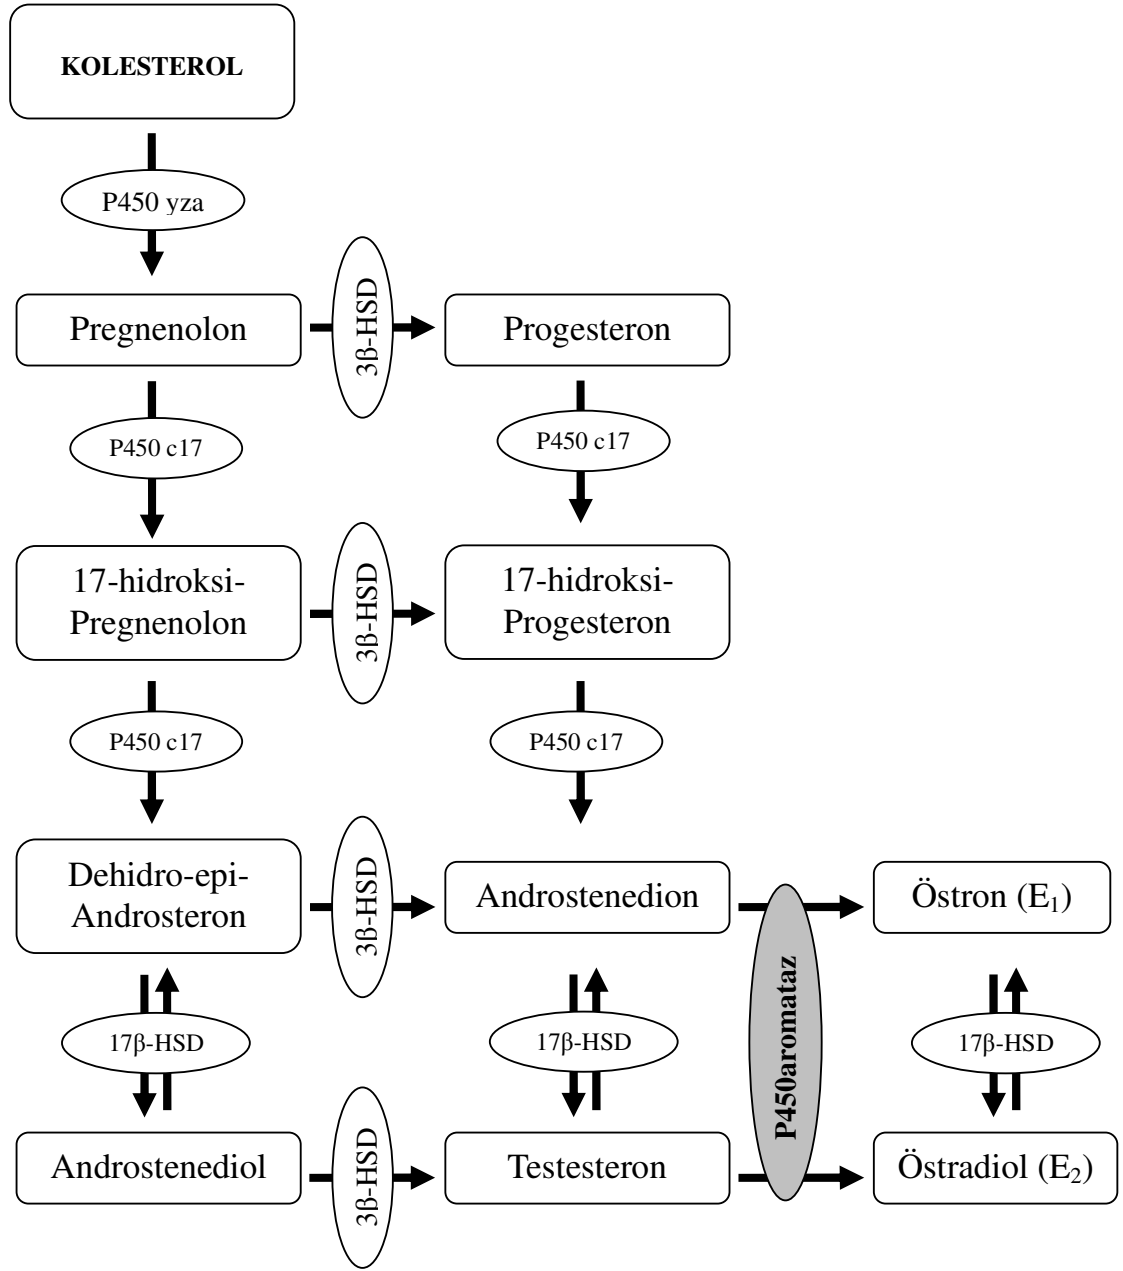 KOLESTEROL
P450 yza
Pregnenolon
3β-HSD
Progesteron
P450 c17
P450 c17
17-hidroksi-
Pregnenolon
3β-HSD
17-hidroksi-
Progesteron
P450 c17
P450 c17
Dehidro-epi-
Androsteron
3β-HSD
Androstenedion
Östron (E₁)
17β-HSD
17β-HSD
P450aromataz
17β-HSD
Androstenediol
3β-HSD
Testesteron
Östradiol (E₂)